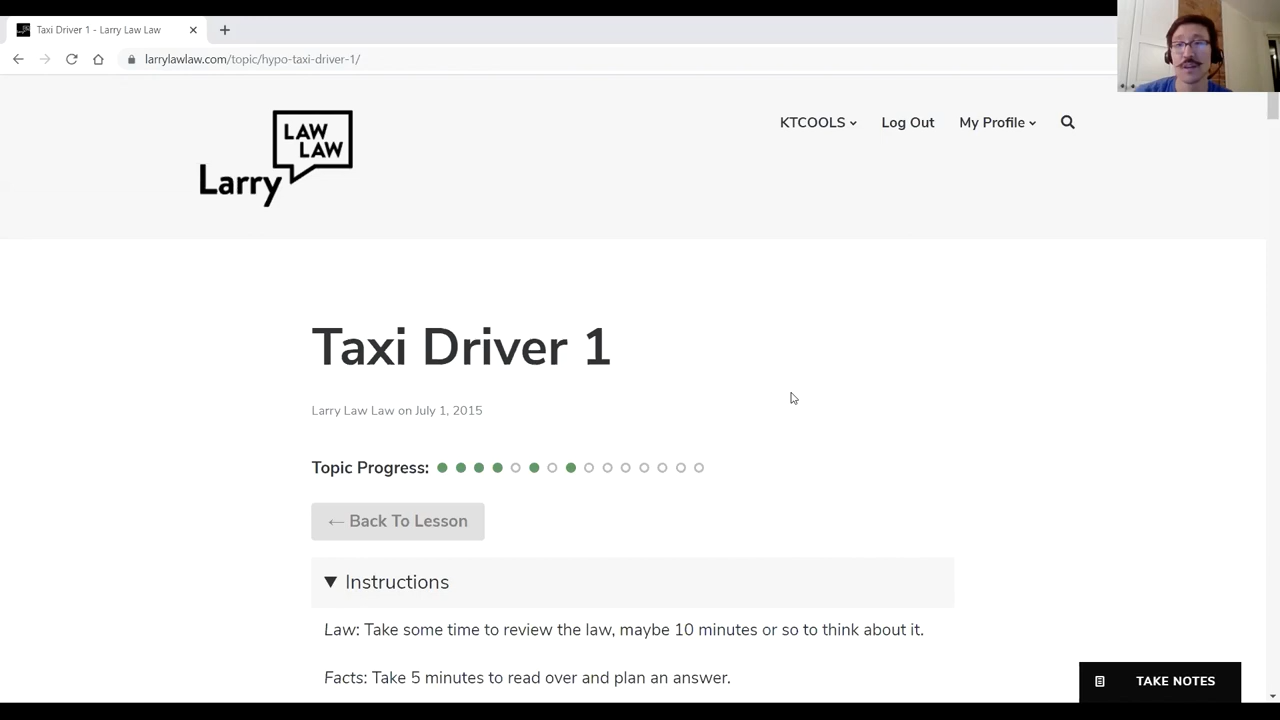 Taxi Driver 1 - Larry Law Law
larrylawlaw.com/topic/hypo-taxi-driver-1/
LAW
LAW
Larry
KTCOOLS
Log Out
My Profile
Taxi Driver 1
Larry Law Law on July 1, 2015
Topic Progress:
← Back To Lesson
▼ Instructions
Law: Take some time to review the law, maybe 10 minutes or so to think about it.
Facts: Take 5 minutes to read over and plan an answer.
TAKE NOTES